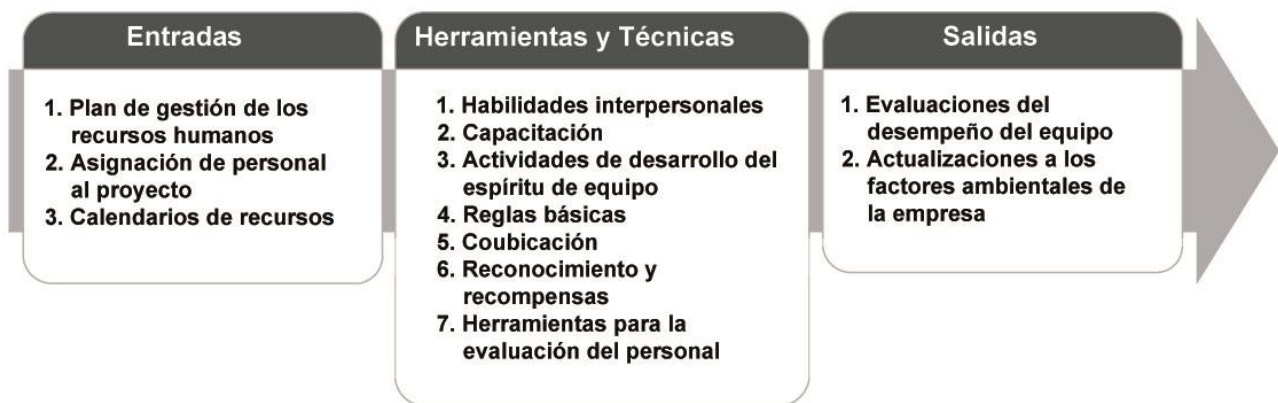 Entradas
1. Plan de gestión de los
recursos humanos
2. Asignación de personal
al proyecto
3. Calendarios de recursos
Herramientas y Técnicas
1. Habilidades interpersonales
2. Capacitación
3. Actividades de desarrollo del
espíritu de equipo
4. Reglas básicas
5. Coubicación
6. Reconocimiento y
recompensas
7. Herramientas para la
evaluación del personal
Salidas
1. Evaluaciones del
desempeño del equipo
2. Actualizaciones a los
factores ambientales de
la empresa